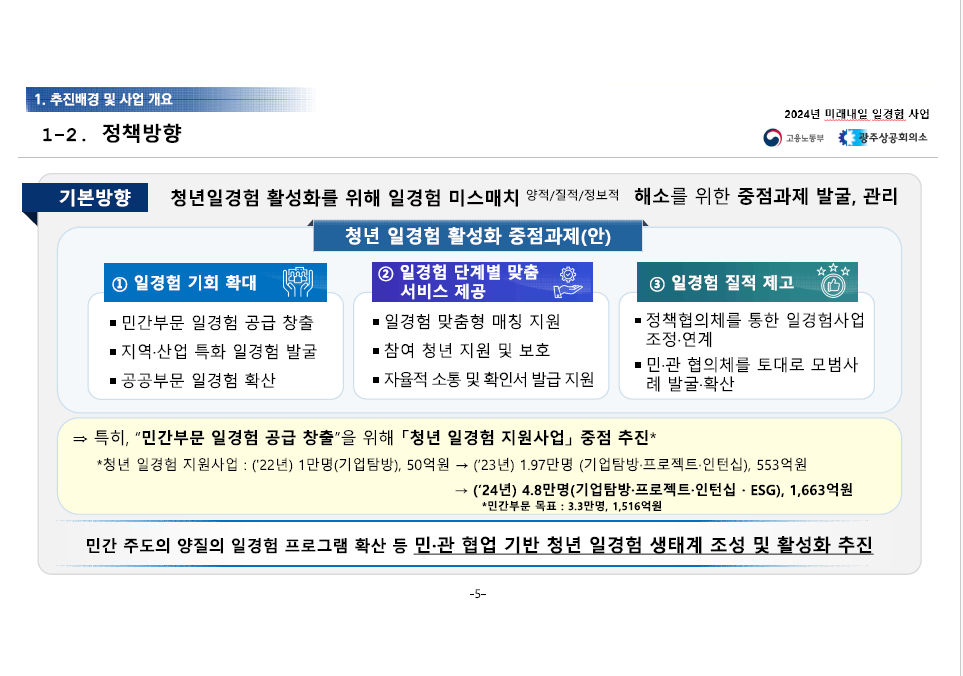 1. 추진배경 및 사업 개요
2024년 미래내일 일경험 사업
1-2. 정책방향
고용노동부 광주상공회의소
기본방향 청년일경험 활성화를 위해 일경험 미스매치 양적/질적/정보적 해소를 위한 중점과제 발굴, 관리
청년 일경험 활성화 중점과제(안)
① 일경험 기회 확대
▪ 민간부문 일경험 공급 창출
▪ 지역·산업 특화 일경험 발굴
▪ 공공부문 일경험 확산
② 일경험 단계별 맞춤
서비스 제공
▪ 일경험 맞춤형 매칭 지원
▪ 참여 청년 지원 및 보호
▪ 자율적 소통 및 확인서 발급 지원
③ 일경험 질적 제고
▪ 정책협의체를 통한 일경험사업
조정·연계
▪ 민·관 협의체를 토대로 모범사
례 발굴·확산
⇒ 특히, “민간부문 일경험 공급 창출”을 위해 「청년 일경험 지원사업」 중점 추진*
*청년 일경험 지원사업 : (’22년) 1만명(기업탐방), 50억원 → (’23년) 1.97만명 (기업탐방·프로젝트·인턴십), 553억원
→ (’24년) 4.8만명(기업탐방·프로젝트·인턴십 · ESG), 1,663억원
*민간부문 목표 : 3.3만명, 1,516억원
민간 주도의 양질의 일경험 프로그램 확산 등 민·관 협업 기반 청년 일경험 생태계 조성 및 활성화 추진
-5-